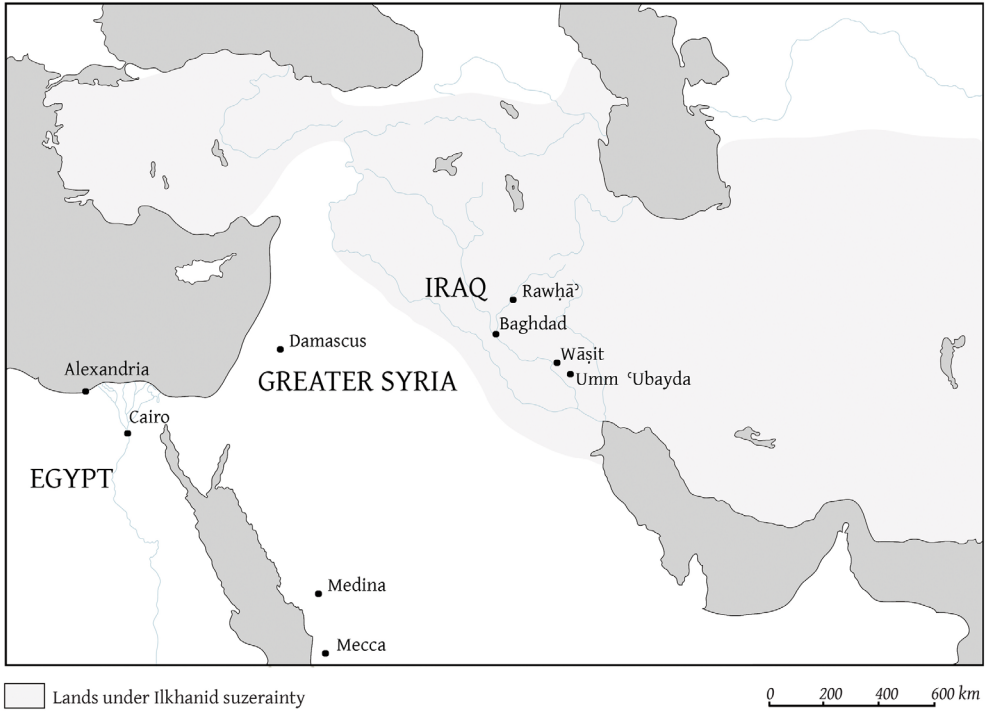 IRAQ
Rawḥāʾ
Baghdad
Damascus
Wāṣiṭ
Alexandria
GREATER SYRIA
Umm ʿUbayda
Cairo
EGYPT
Medina
Mecca
Lands under Ilkhanid suzerainty
0 200 400 600 km